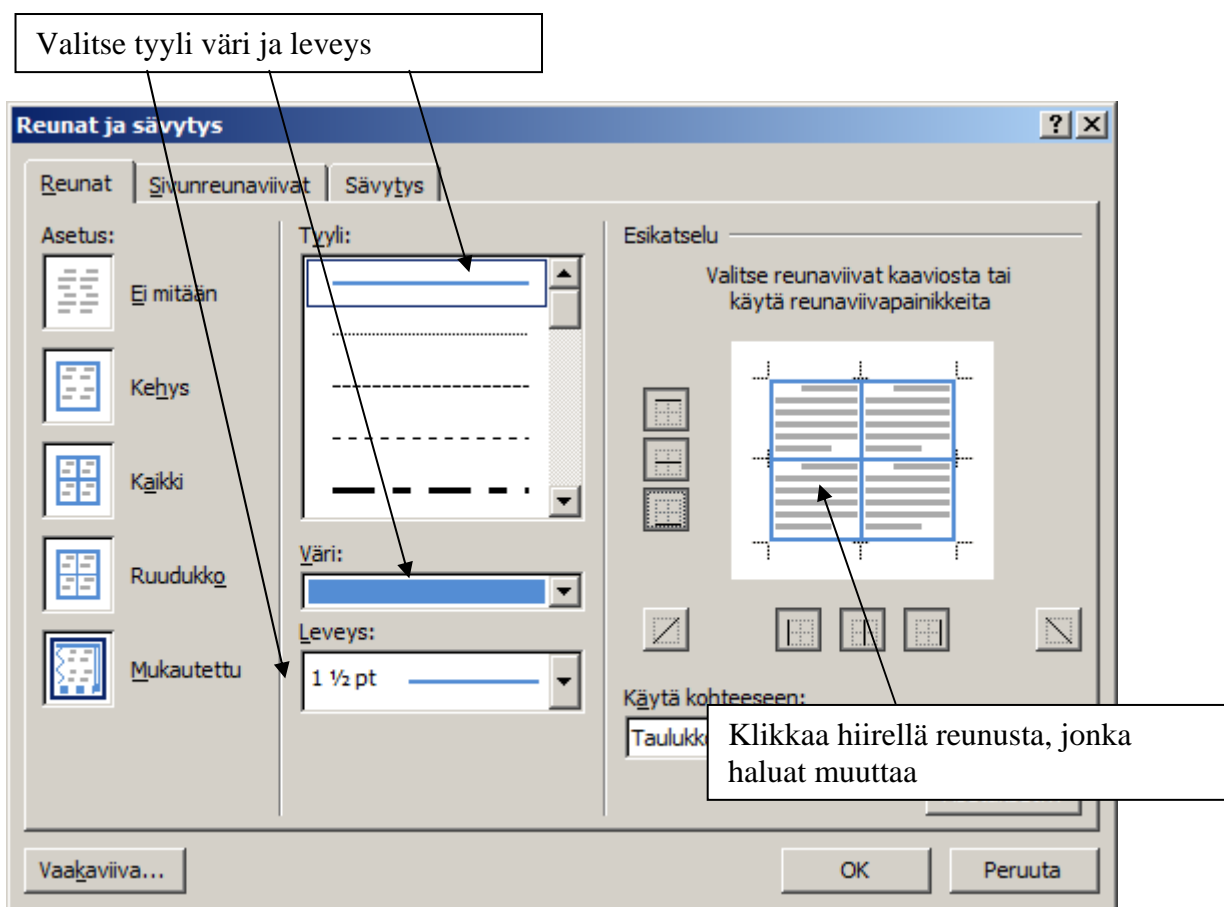 Valitse tyyli väri ja leveys
Reunat ja sävytys
Reunat
Sivunreunaviivat
Sävytys
Asetus:
Ei mitään
Kehys
Kaikki
Ruudukko
Mukautettu
Tyyli:
Väri:
Leveys:
1 ½ pt
Esikatselu
Valitse reunaviivat kaaviosta tai
käytä reunaviivapainikkeita
Käytä kohteeseen:
Klikkaa hiirellä reunusta, jonka
haluat muuttaa
Vaakaviiva...
OK
Peruuta